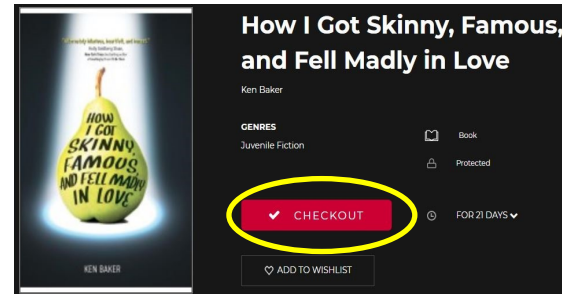 HOW
I GOT
SKINNY,
FAMOUS,
AND FELL MADLY
IN LOVE
KEN BAKER
How I Got Skinny, Famous,
and Fell Madly in Love
Ken Baker
GENRES
Juvenile Fiction
Book
Protected
CHECKOUT
FOR 21 DAYS
ADD TO WISHLIST